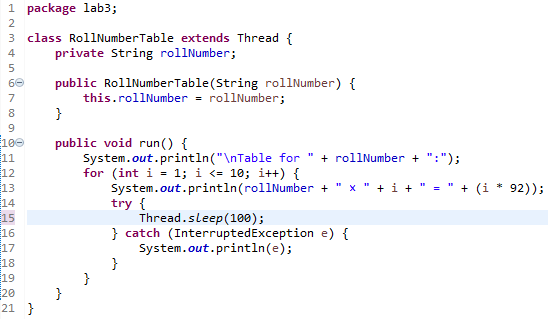 1 package lab3;
2
3 class RollNumberTable extends Thread {
4     private String rollNumber;
5
6     public RollNumberTable(String rollNumber) {
7         this.rollNumber = rollNumber;
8     }
9
10     public void run() {
11         System.out.println("\nTable for " + rollNumber + ":");
12         for (int i = 1; i <= 10; i++) {
13             System.out.println(rollNumber + " x " + i + " = " + (i * 92));
14             try {
15                 Thread.sleep(100);
16             } catch (InterruptedException e) {
17                 System.out.println(e);
18             }
19         }
20     }
21 }